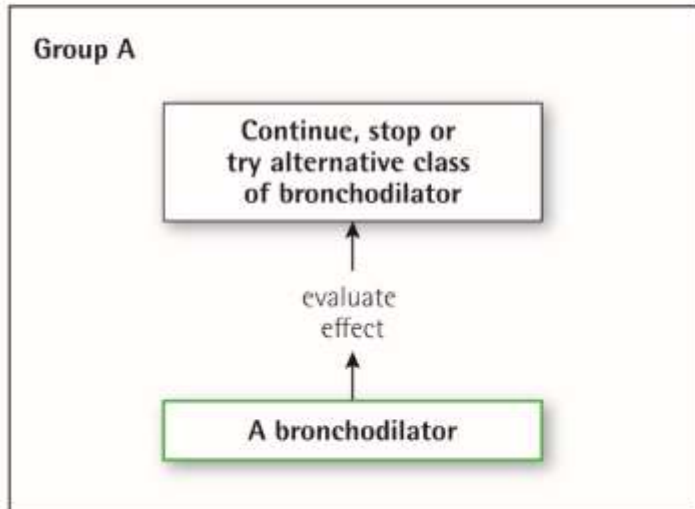 Group A
Continue, stop or
try alternative class
of bronchodilator
evaluate
effect
A bronchodilator